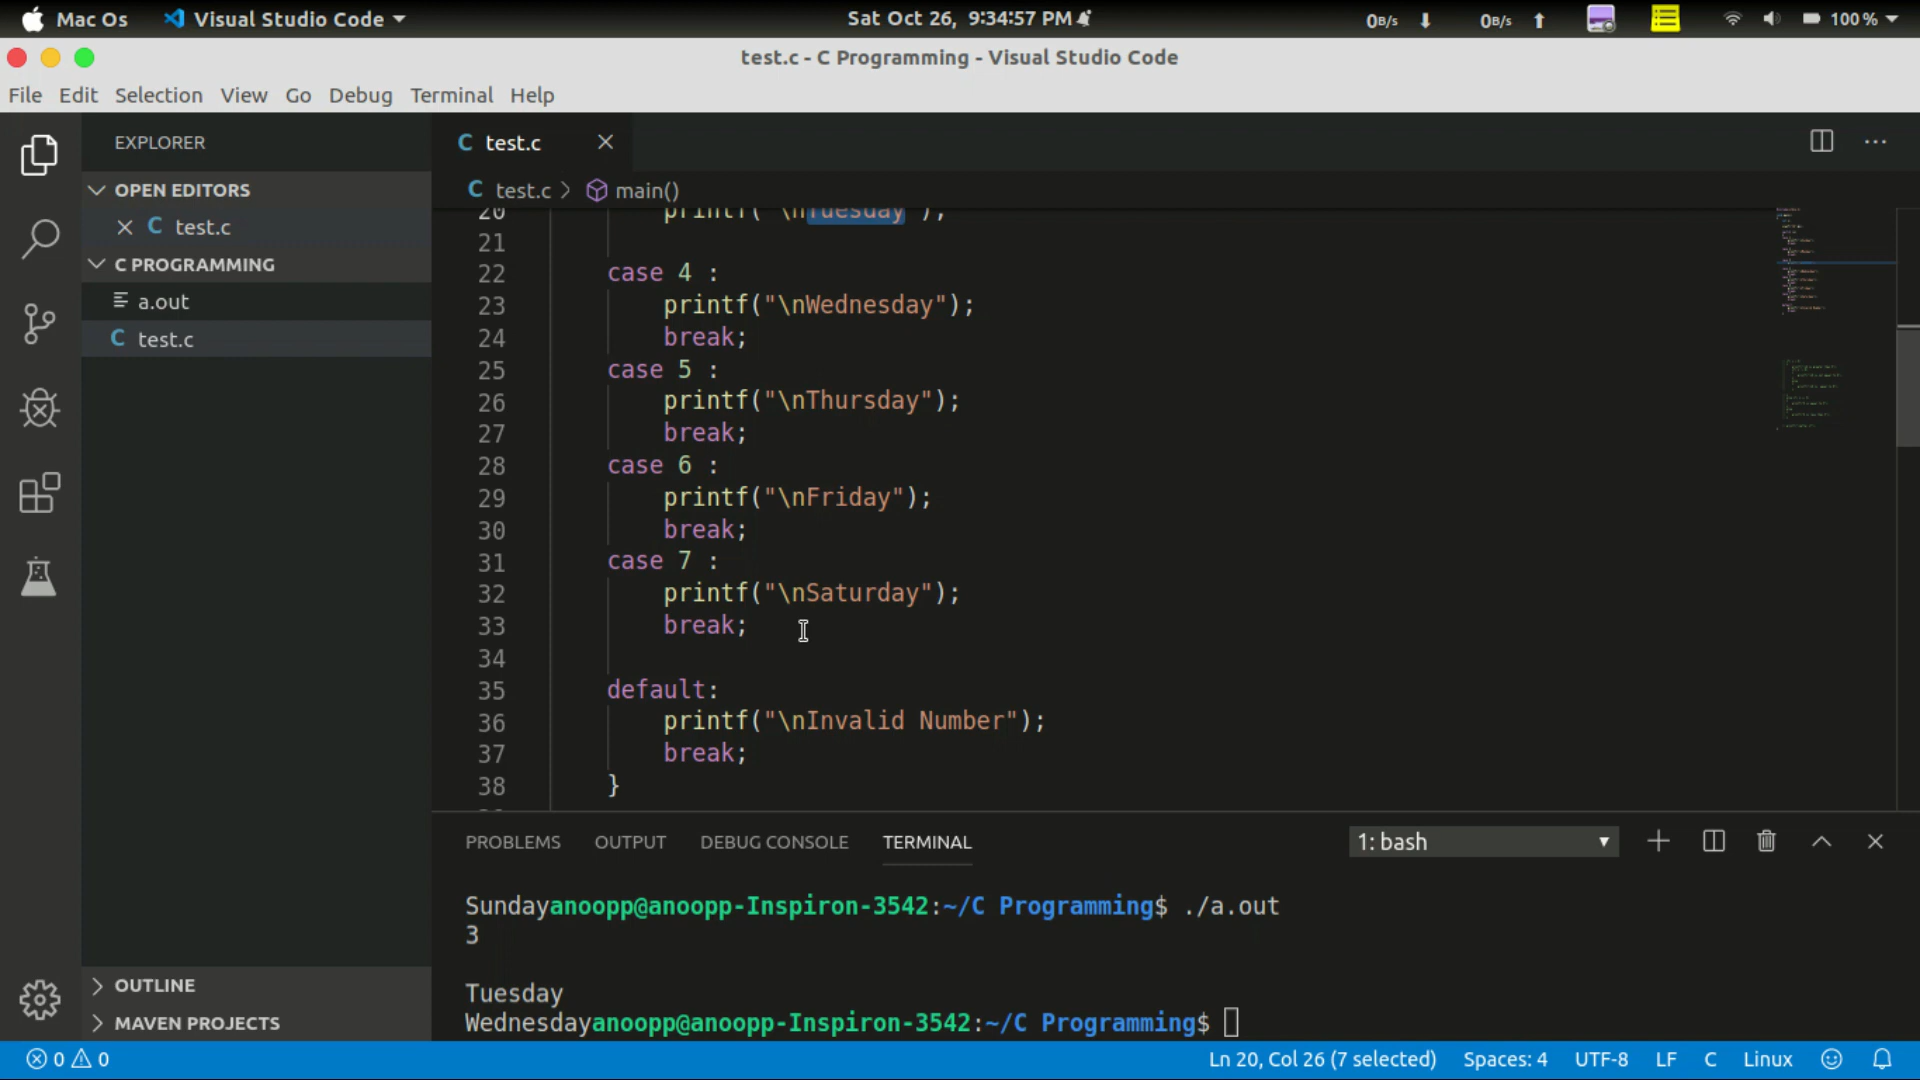 Mac Os Visual Studio Code Sat Oct 26, 9:34:57 PM 0B/s 0B/s 100 %
test.c - C Programming - Visual Studio Code
File Edit Selection View Go Debug Terminal Help
EXPLORER
OPEN EDITORS
C test.c
C PROGRAMMING
a.out
C test.c
OUTLINE
MAVEN PROJECTS
C test.c
C test.c > main()
20 printf("\nTuesday");
21
22 case 4 :
23 printf("\nWednesday");
24 break;
25 case 5 :
26 printf("\nThursday");
27 break;
28 case 6 :
29 printf("\nFriday");
30 break;
31 case 7 :
32 printf("\nSaturday");
33 break;
34
35 default:
36 printf("\nInvalid Number");
37 break;
38 }
PROBLEMS OUTPUT DEBUG CONSOLE TERMINAL 1: bash
Sundayanoopp@anoopp-Inspiron-3542:~/C Programming$ ./a.out
3
Tuesday
Wednesdayanoopp@anoopp-Inspiron-3542:~/C Programming$
0 0 Ln 20, Col 26 (7 selected) Spaces: 4 UTF-8 LF C Linux